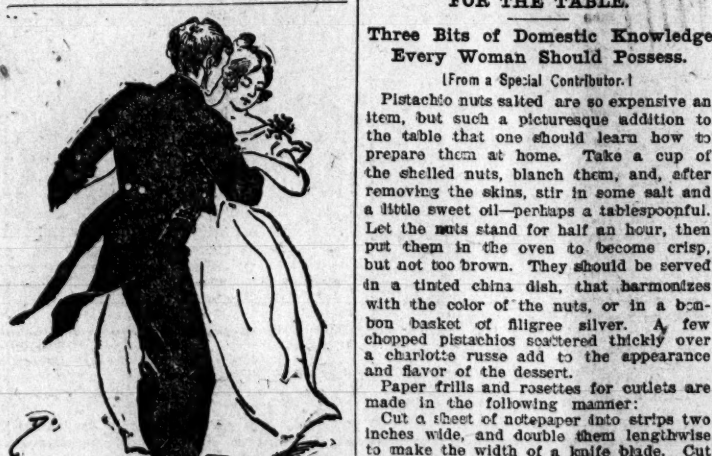 FOR THE TABLE.
Three Bits of Domestic Knowledge
Every Woman Should Possess.
[From a Special Contributor.]
Pistachio nuts salted are so expensive an
item, but such a picturesque addition to
the table that one should learn how to
prepare them at home. Take a cup of
the shelled nuts, blanch them, and, after
removing the skins, stir in some salt and
a little sweet oil—perhaps a tablespoonful.
Let the nuts stand for half an hour, then
put them in the oven to become crisp,
but not too brown. They should be served
in a tinted china dish, that harmonizes
with the color of the nuts, or in a bon-
bon basket of filigree silver. A few
chopped pistachios scattered thickly over
a charlotte russe add to the appearance
and flavor of the dessert.
Paper frills and rosettes for cutlets are
made in the following manner:
Cut a sheet of notepaper into strips two
inches wide, and double them lengthwise
to make the width of a knife blade. Cut